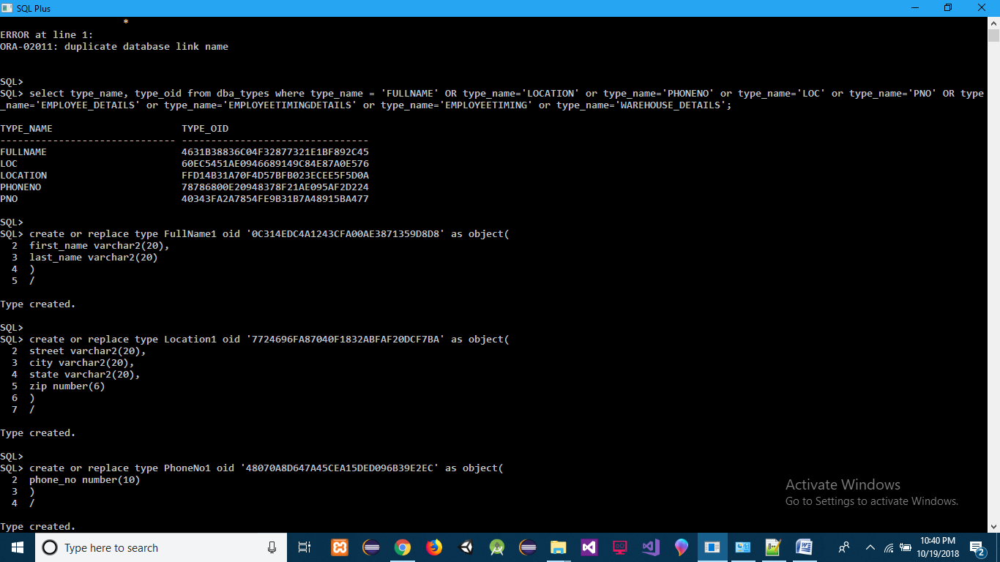 SQL Plus
*
ERROR at line 1:
ORA-02011: duplicate database link name
SQL>
SQL> select type_name, type_oid from dba_types where type_name = 'FULLNAME' OR type_name='LOCATION' or type_name='PHONENO' or type_name='LOC' or type_name='PNO' OR type
_name='EMPLOYEE_DETAILS' or type_name='EMPLOYEETIMINGDETAILS' or type_name='EMPLOYEETIMING' or type_name='WAREHOUSE_DETAILS';
TYPE_NAME                      TYPE_OID
------------------------------ --------------------------------
FULLNAME                       4631B38836C04F32877321E1BF892C45
LOC                            60EC5451AE0946689149C84E87A0E576
LOCATION                       FFD14B31A70F4D57BFB023ECEE5F5D0A
PHONENO                        78786800E20948378F21AE095AF2D224
PNO                            40343FA2A7854FE9B31B7A48915BA477
SQL>
SQL> create or replace type FullName1 oid '0C314EDC4A1243CFA00AE3871359D8D8' as object(
  2  first_name varchar2(20),
  3  last_name varchar2(20)
  4  )
  5  /
Type created.
SQL>
SQL> create or replace type Location1 oid '7724696FA87040F1832ABFAF20DCF7BA' as object(
  2  street varchar2(20),
  3  city varchar2(20),
  4  state varchar2(20),
  5  zip number(6)
  6  )
  7  /
Type created.
SQL>
SQL> create or replace type PhoneNo1 oid '48070A8D647A45CEA15DED096B39E2EC' as object(
  2  phone_no number(10)
  3  )
  4  /
Type created.
Activate Windows
Go to Settings to activate Windows.
Type here to search
10:40 PM
10/19/2018
2